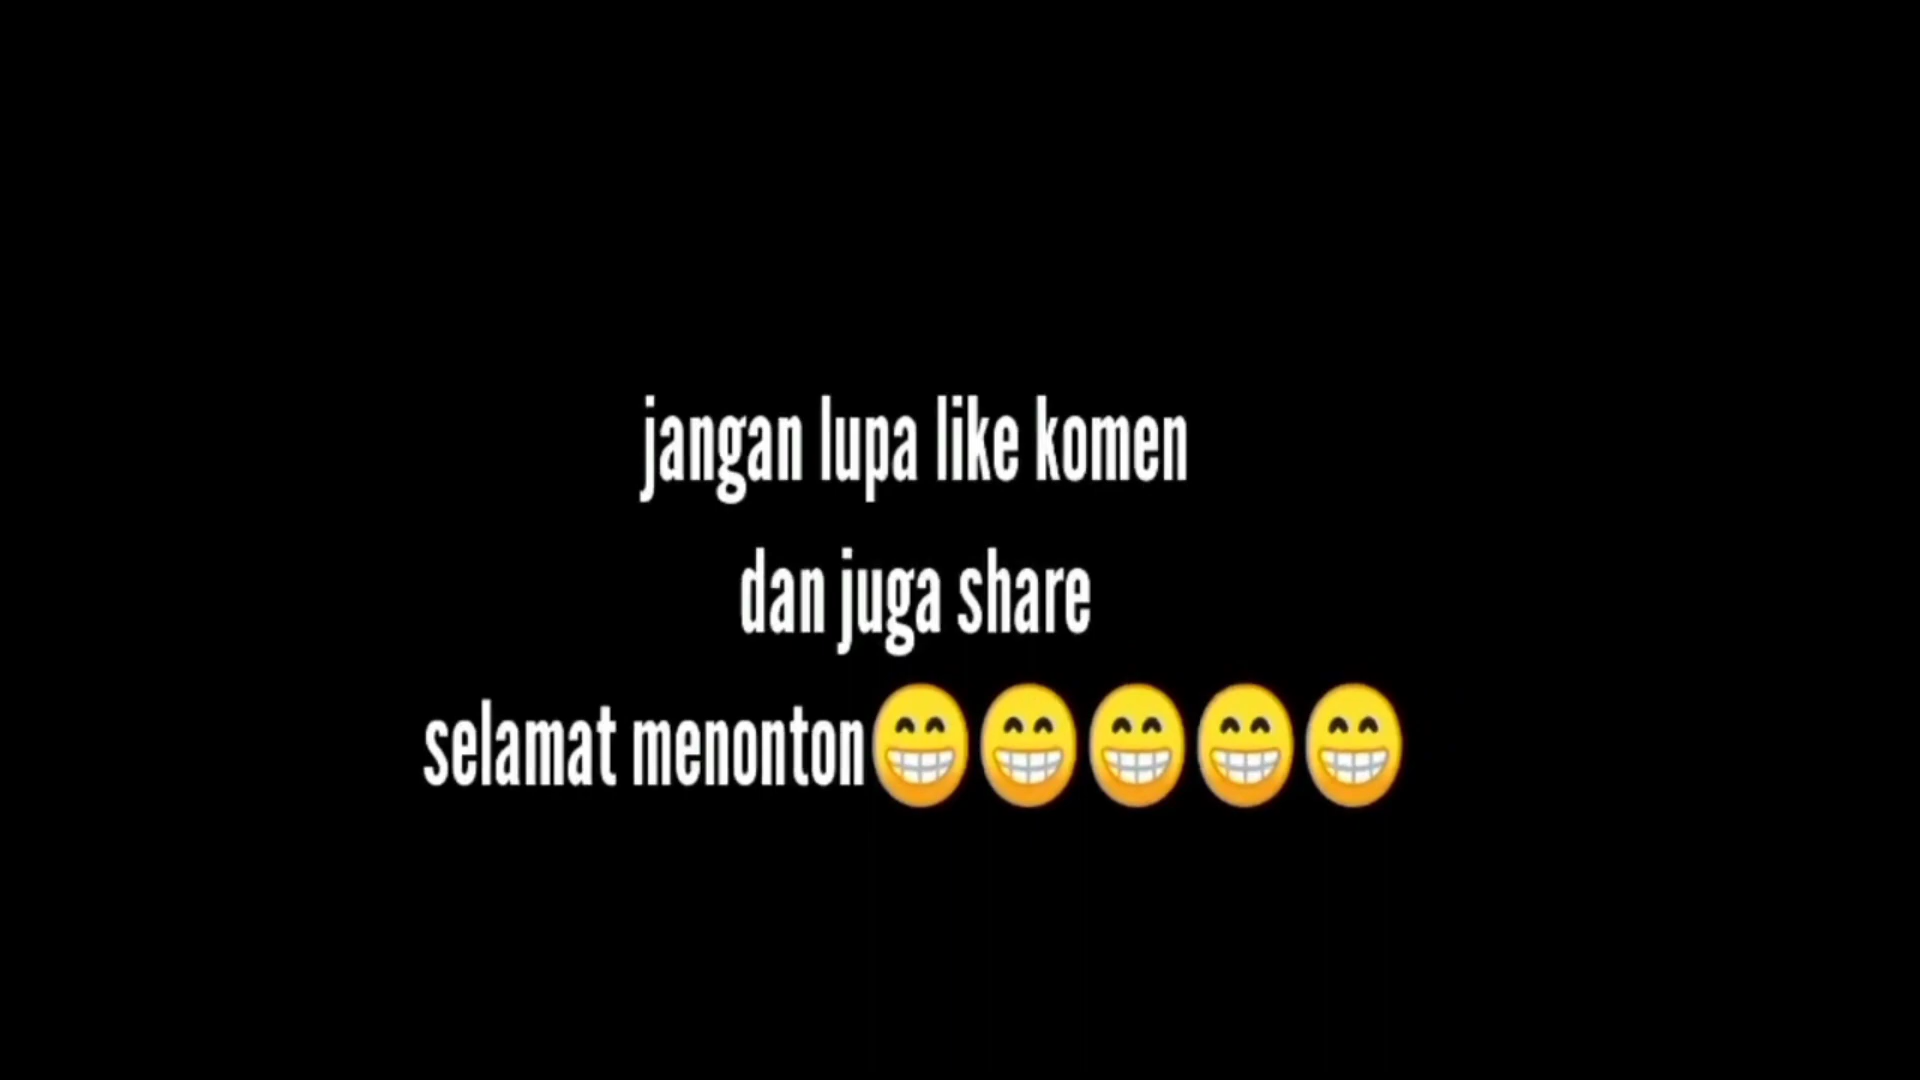 jangan lupa like komen
dan juga share
selamat menonton😁😁😁😁😁